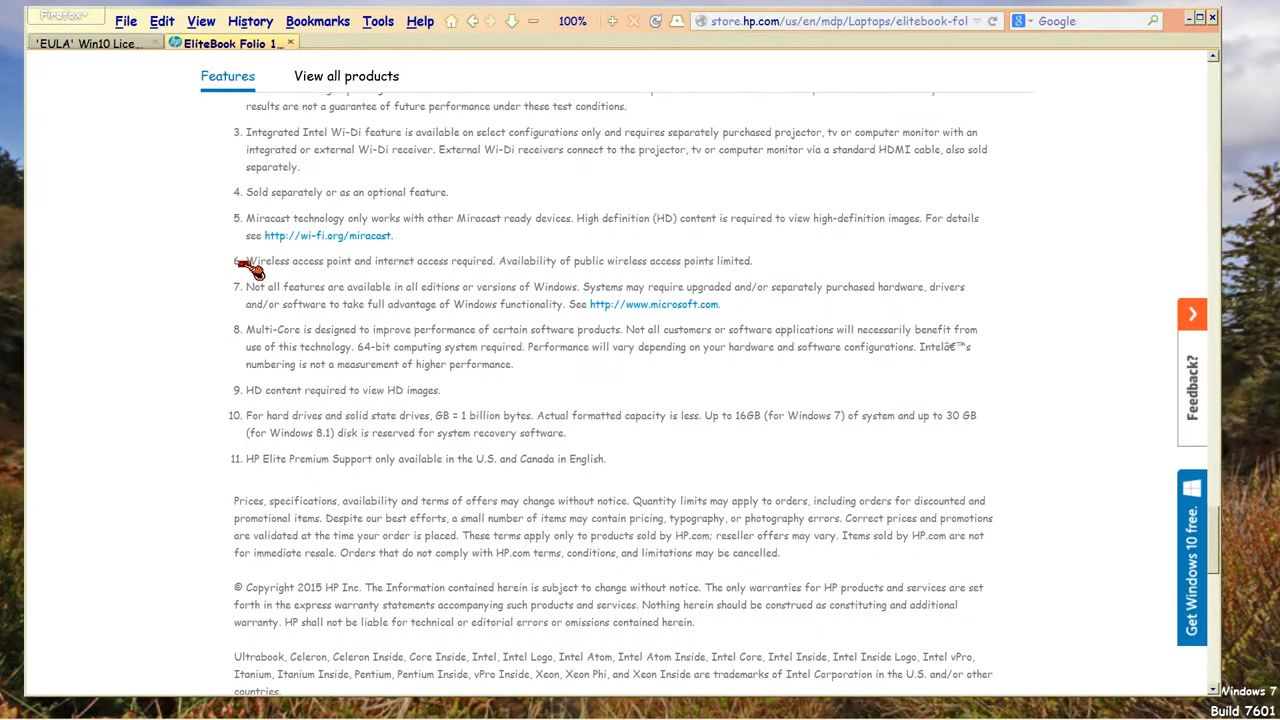 Firefox
File Edit View History Bookmarks Tools Help 100% store.hp.com/us/en/mdp/Laptops/elitebook-fol Google
'EULA' Win10 Lice... EliteBook Folio 1...
Features View all products
results are not a guarantee of future performance under these test conditions.
3. Integrated Intel Wi-Di feature is available on select configurations only and requires separately purchased projector, tv or computer monitor with an
integrated or external Wi-Di receiver. External Wi-Di receivers connect to the projector, tv or computer monitor via a standard HDMI cable, also sold
separately.
4. Sold separately or as an optional feature.
5. Miracast technology only works with other Miracast ready devices. High definition (HD) content is required to view high-definition images. For details
see http://wi-fi.org/miracast.
6. Wireless access point and internet access required. Availability of public wireless access points limited.
7. Not all features are available in all editions or versions of Windows. Systems may require upgraded and/or separately purchased hardware, drivers
and/or software to take full advantage of Windows functionality. See http://www.microsoft.com.
8. Multi-Core is designed to improve performance of certain software products. Not all customers or software applications will necessarily benefit from
use of this technology. 64-bit computing system required. Performance will vary depending on your hardware and software configurations. Intelâ€™s
numbering is not a measurement of higher performance.
9. HD content required to view HD images.
10. For hard drives and solid state drives, GB = 1 billion bytes. Actual formatted capacity is less. Up to 16GB (for Windows 7) of system and up to 30 GB
(for Windows 8.1) disk is reserved for system recovery software.
11. HP Elite Premium Support only available in the U.S. and Canada in English.
Prices, specifications, availability and terms of offers may change without notice. Quantity limits may apply to orders, including orders for discounted and
promotional items. Despite our best efforts, a small number of items may contain pricing, typography, or photography errors. Correct prices and promotions
are validated at the time your order is placed. These terms apply only to products sold by HP.com; reseller offers may vary. Items sold by HP.com are not
for immediate resale. Orders that do not comply with HP.com terms, conditions, and limitations may be cancelled.
© Copyright 2015 HP Inc. The Information contained herein is subject to change without notice. The only warranties for HP products and services are set
forth in the express warranty statements accompanying such products and services. Nothing herein should be construed as constituting and additional
warranty. HP shall not be liable for technical or editorial errors or omissions contained herein.
Ultrabook, Celeron, Celeron Inside, Core Inside, Intel, Intel Logo, Intel Atom, Intel Atom Inside, Intel Core, Intel Inside, Intel Inside Logo, Intel vPro,
Itanium, Itanium Inside, Pentium, Pentium Inside, vPro Inside, Xeon, Xeon Phi, and Xeon Inside are trademarks of Intel Corporation in the U.S. and/or other
countries.
Feedback?
Get Windows 10 free.
Windows 7
Build 7601